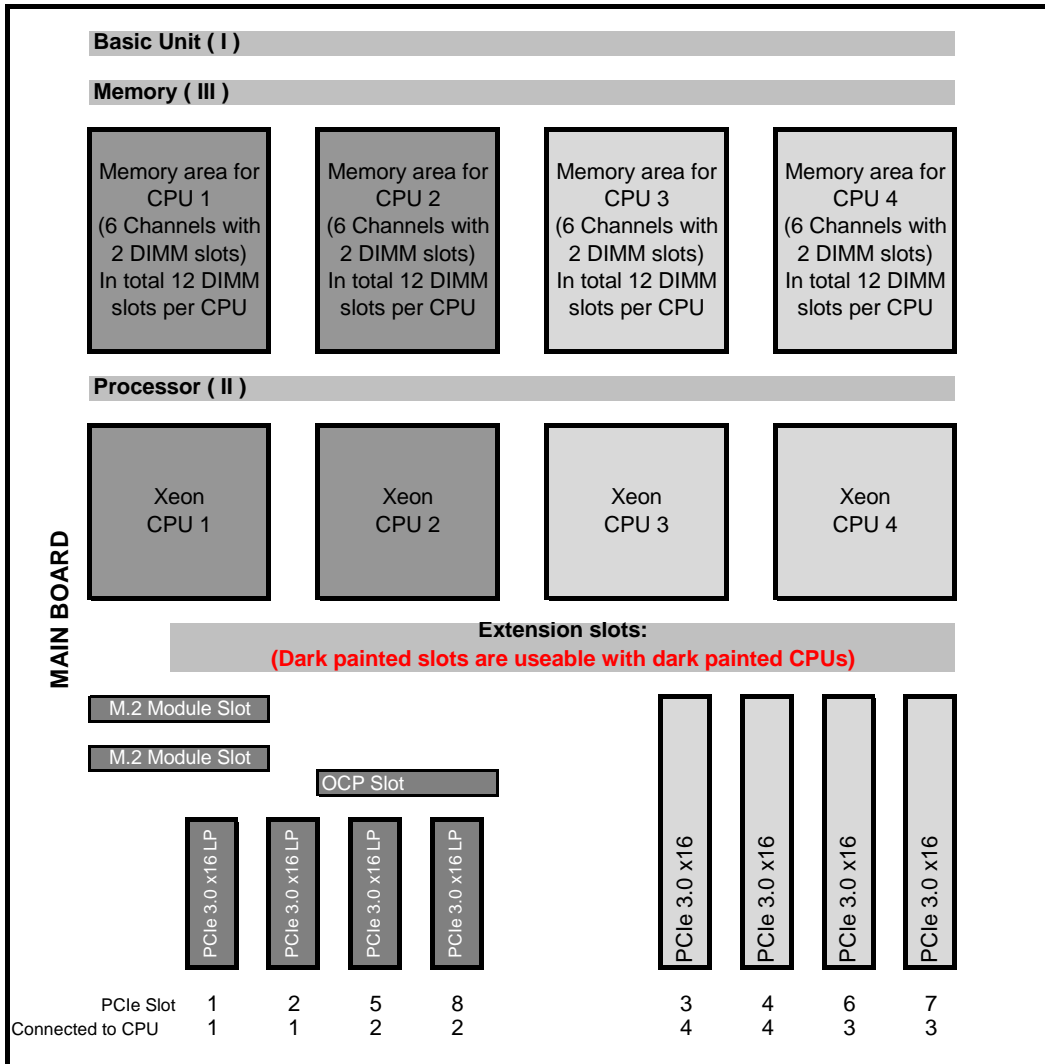 Basic Unit ( I )
Memory ( III )
Memory area for
CPU 1
(6 Channels with
2 DIMM slots)
In total 12 DIMM
slots per CPU
Memory area for
CPU 2
(6 Channels with
2 DIMM slots)
In total 12 DIMM
slots per CPU
Memory area for
CPU 3
(6 Channels with
2 DIMM slots)
In total 12 DIMM
slots per CPU
Memory area for
CPU 4
(6 Channels with
2 DIMM slots)
In total 12 DIMM
slots per CPU
Processor ( II )
Xeon
CPU 1
Xeon
CPU 2
Xeon
CPU 3
Xeon
CPU 4
MAIN BOARD
Extension slots:
(Dark painted slots are useable with dark painted CPUs)
M.2 Module Slot
M.2 Module Slot
OCP Slot
PCIe 3.0 x16 LP
PCIe 3.0 x16 LP
PCIe 3.0 x16 LP
PCIe 3.0 x16 LP
PCIe 3.0 x16
PCIe 3.0 x16
PCIe 3.0 x16
PCIe 3.0 x16
PCIe Slot 1 2 5 8 3 4 6 7
Connected to CPU 1 1 2 2 4 4 3 3